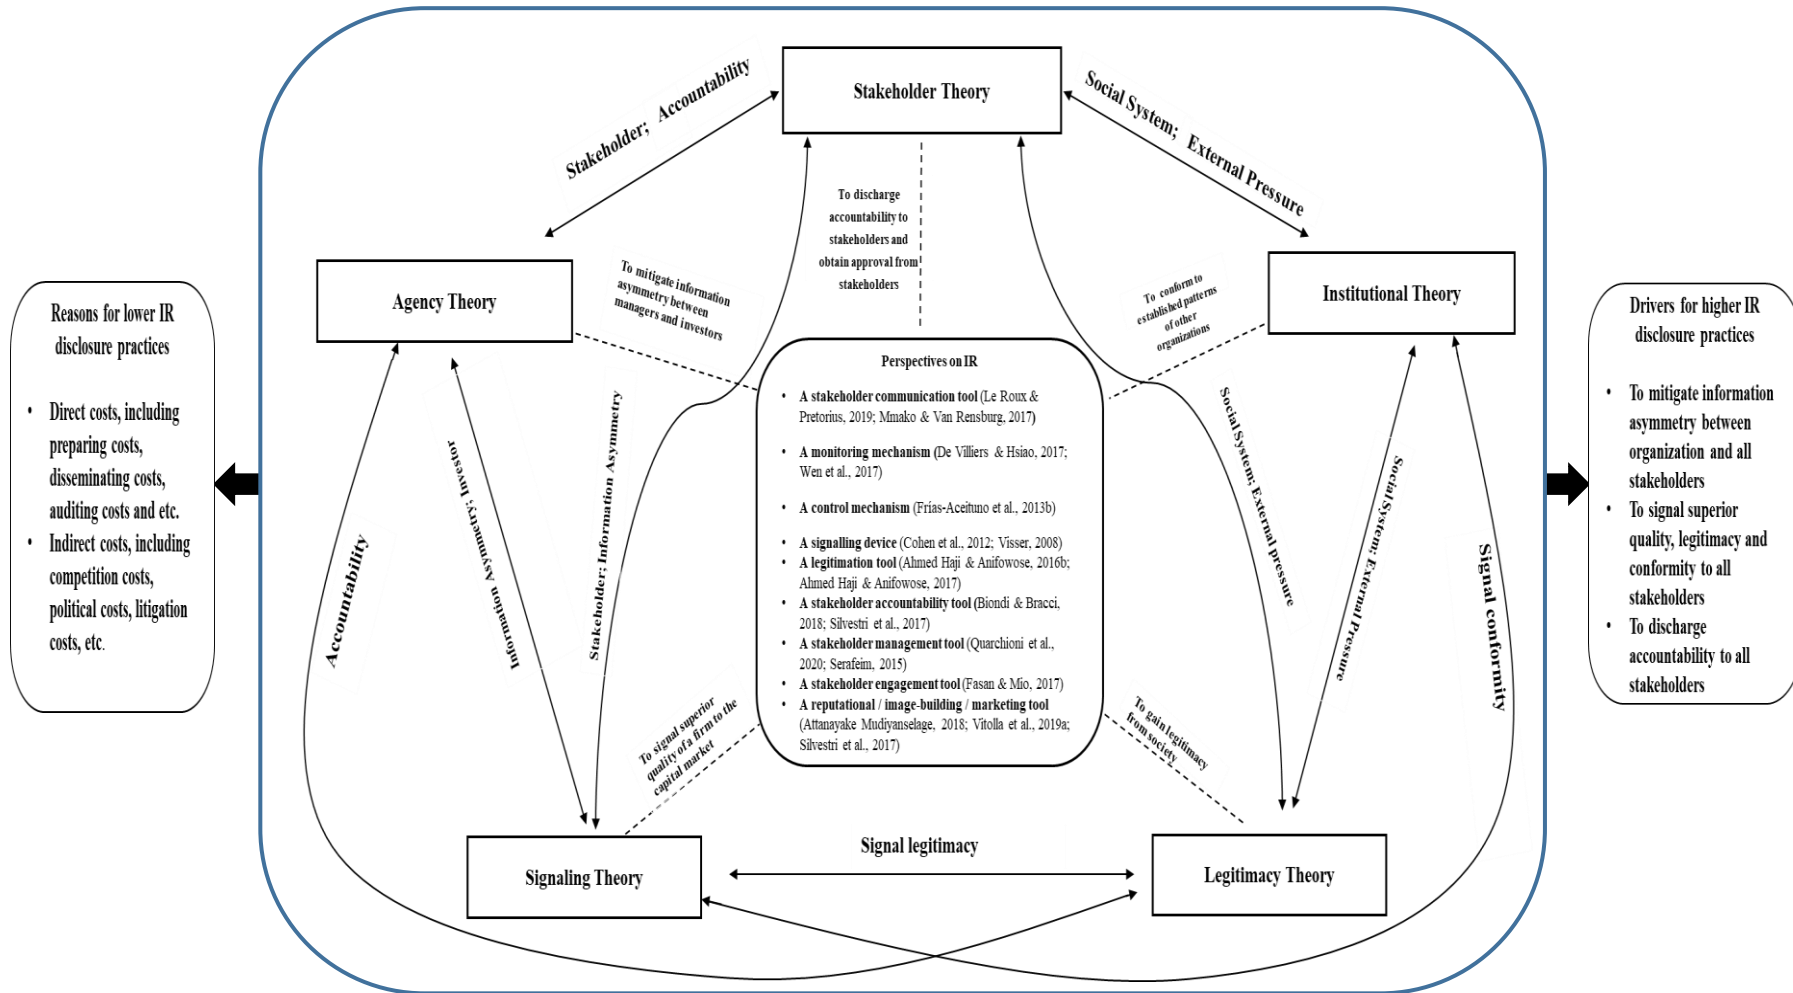 Stakeholder Theory
Stakeholder; Accountability
Social System; External Pressure
To discharge
accountability to
stakeholders and
obtain approval from
stakeholders
Agency Theory
To mitigate information
asymmetry between
managers and investors
To conform to
established patterns
of other
organizations
Institutional Theory
Reasons for lower IR
disclosure practices
• Direct costs, including
preparing costs,
disseminating costs,
auditing costs and etc.
• Indirect costs, including
competition costs,
political costs, litigation
costs, etc.
Accountability
Information Asymmetry; Investor
Stakeholder; Information Asymmetry
Perspectives on IR
• A stakeholder communication tool (Le Roux &
Pretorius, 2019; Mmako & Van Rensburg, 2017)
• A monitoring mechanism (De Villiers & Hsiao, 2017;
Wen et al., 2017)
• A control mechanism (Frías-Aceituno et al., 2013b)
• A signalling device (Cohen et al., 2012; Visser, 2008)
• A legitimation tool (Ahmed Haji & Anifowose, 2016b;
Ahmed Haji & Anifowose, 2017)
• A stakeholder accountability tool (Biondi & Bracci,
2018; Silvestri et al., 2017)
• A stakeholder management tool (Quarchioni et al.,
2020; Serafeim, 2015)
• A stakeholder engagement tool (Fasan & Mio, 2017)
• A reputational / image-building / marketing tool
(Attanayake Mudiyanselage, 2018; Vitolla et al., 2019a;
Silvestri et al., 2017)
Social System; External pressure
Social System; External Pressure
Signal conformity
Drivers for higher IR
disclosure practices
• To mitigate information
asymmetry between
organization and all
stakeholders
• To signal superior
quality, legitimacy and
conformity to all
stakeholders
• To discharge
accountability to all
stakeholders
To signal superior
quality of a firm to the
capital market
To gain legitimacy
from society
Signaling Theory
Signal legitimacy
Legitimacy Theory